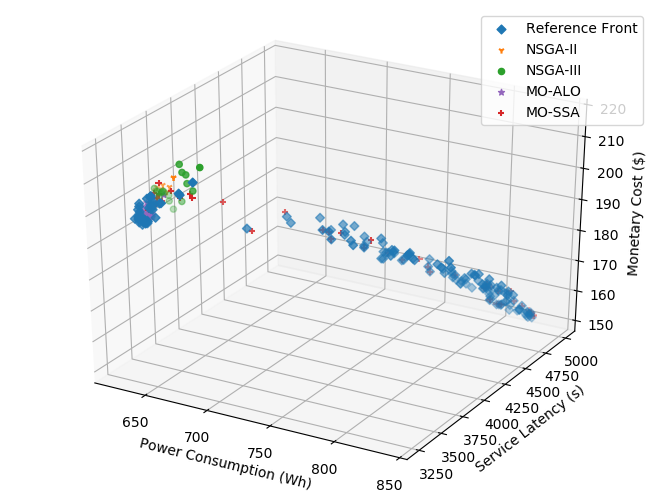 Reference Front
NSGA-II
NSGA-III
MO-ALO
MO-SSA
220
210
200
190
180
170
160
150
Monetary Cost ($)
5000
4750
4500
4250
4000
3750
3500
3250
Service Latency (s)
650
700
750
800
850
Power Consumption (Wh)